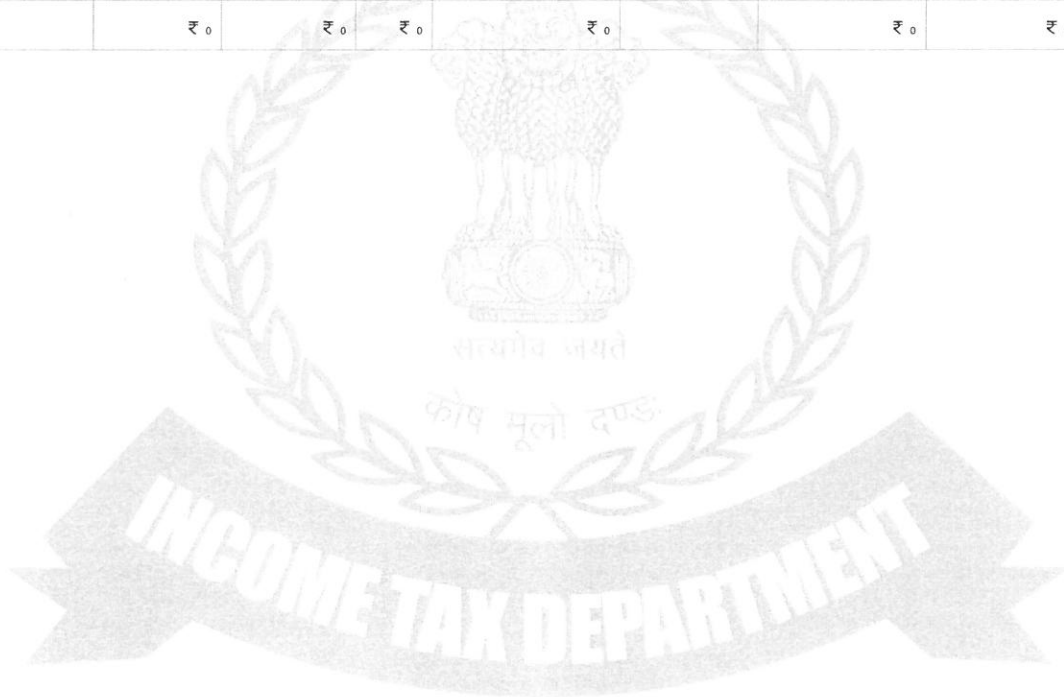 ₹ 0 ₹ 0 ₹ 0 ₹ 0 ₹ 0 ₹
सत्यमेव जयते
कोष मूलो दण्डः
INCOME TAX DEPARTMENT